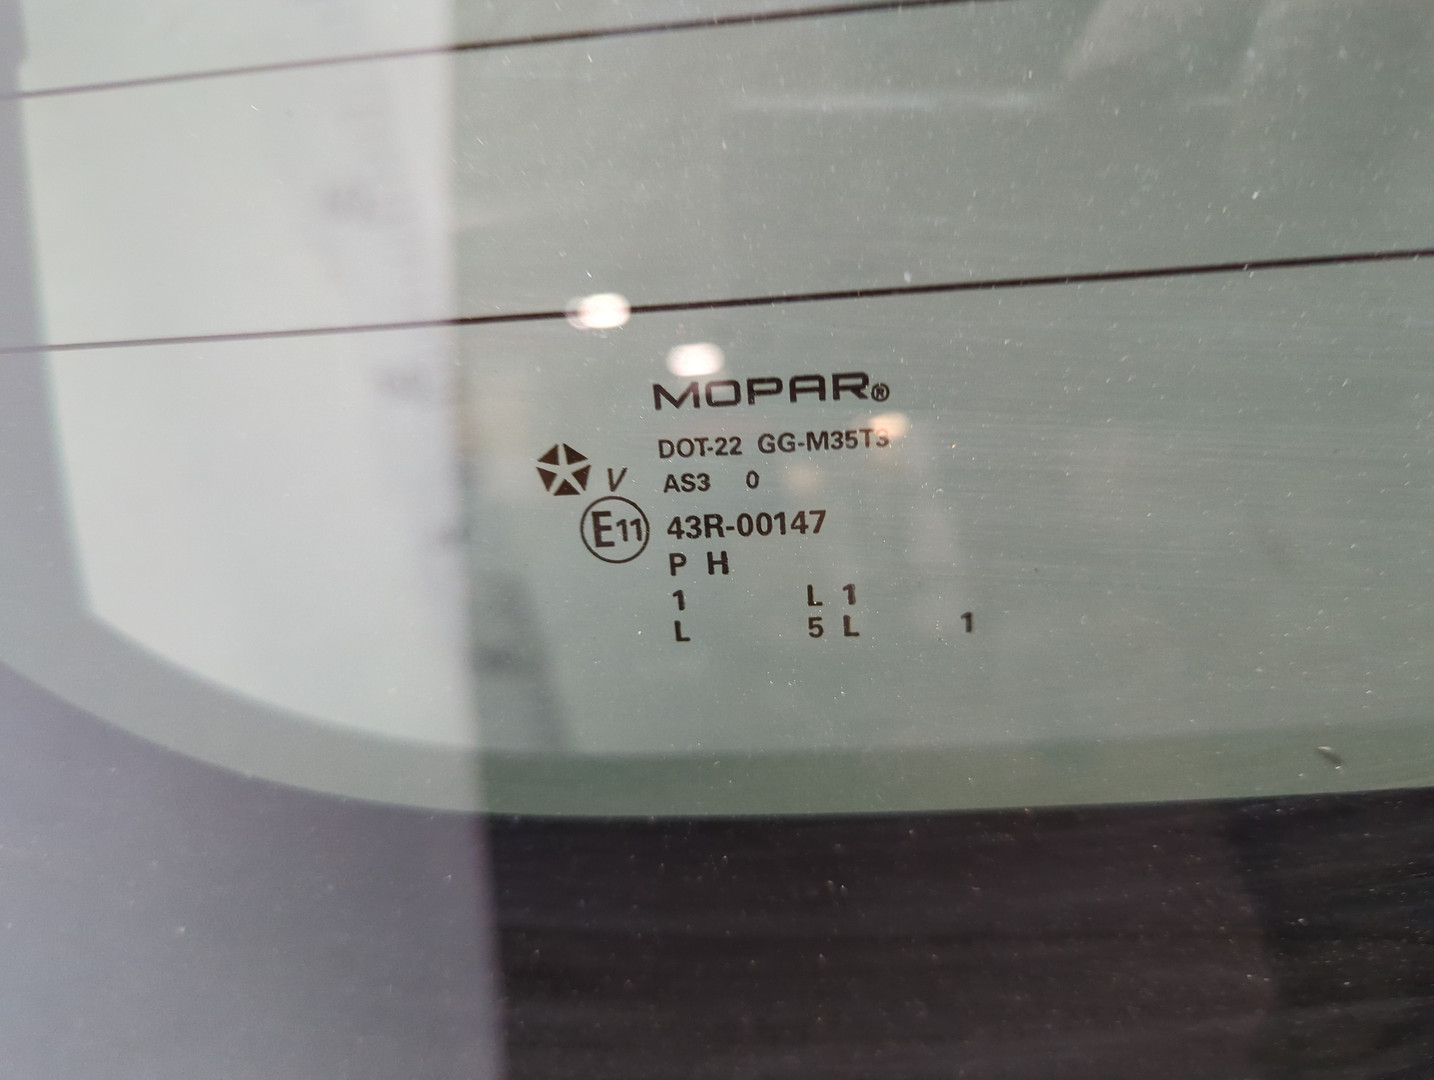 MOPAR®
DOT-22 GG-M35T3
V AS3 0
E11 43R-00147
P H
1 L 1
L 5 L 1